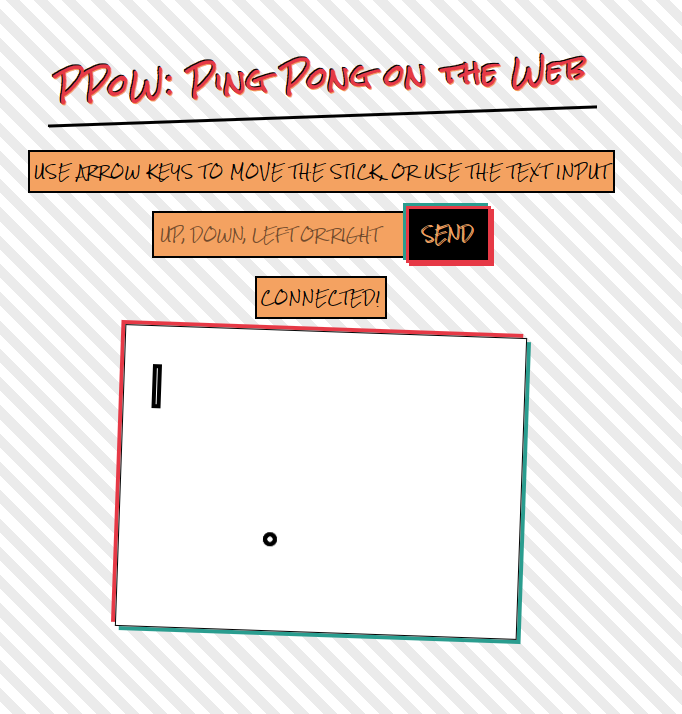 PPoW: Ping Pong on the Web
USE ARROW KEYS TO MOVE THE STICK, OR USE THE TEXT INPUT
UP, DOWN, LEFT OR RIGHT
SEND
CONNECTED!